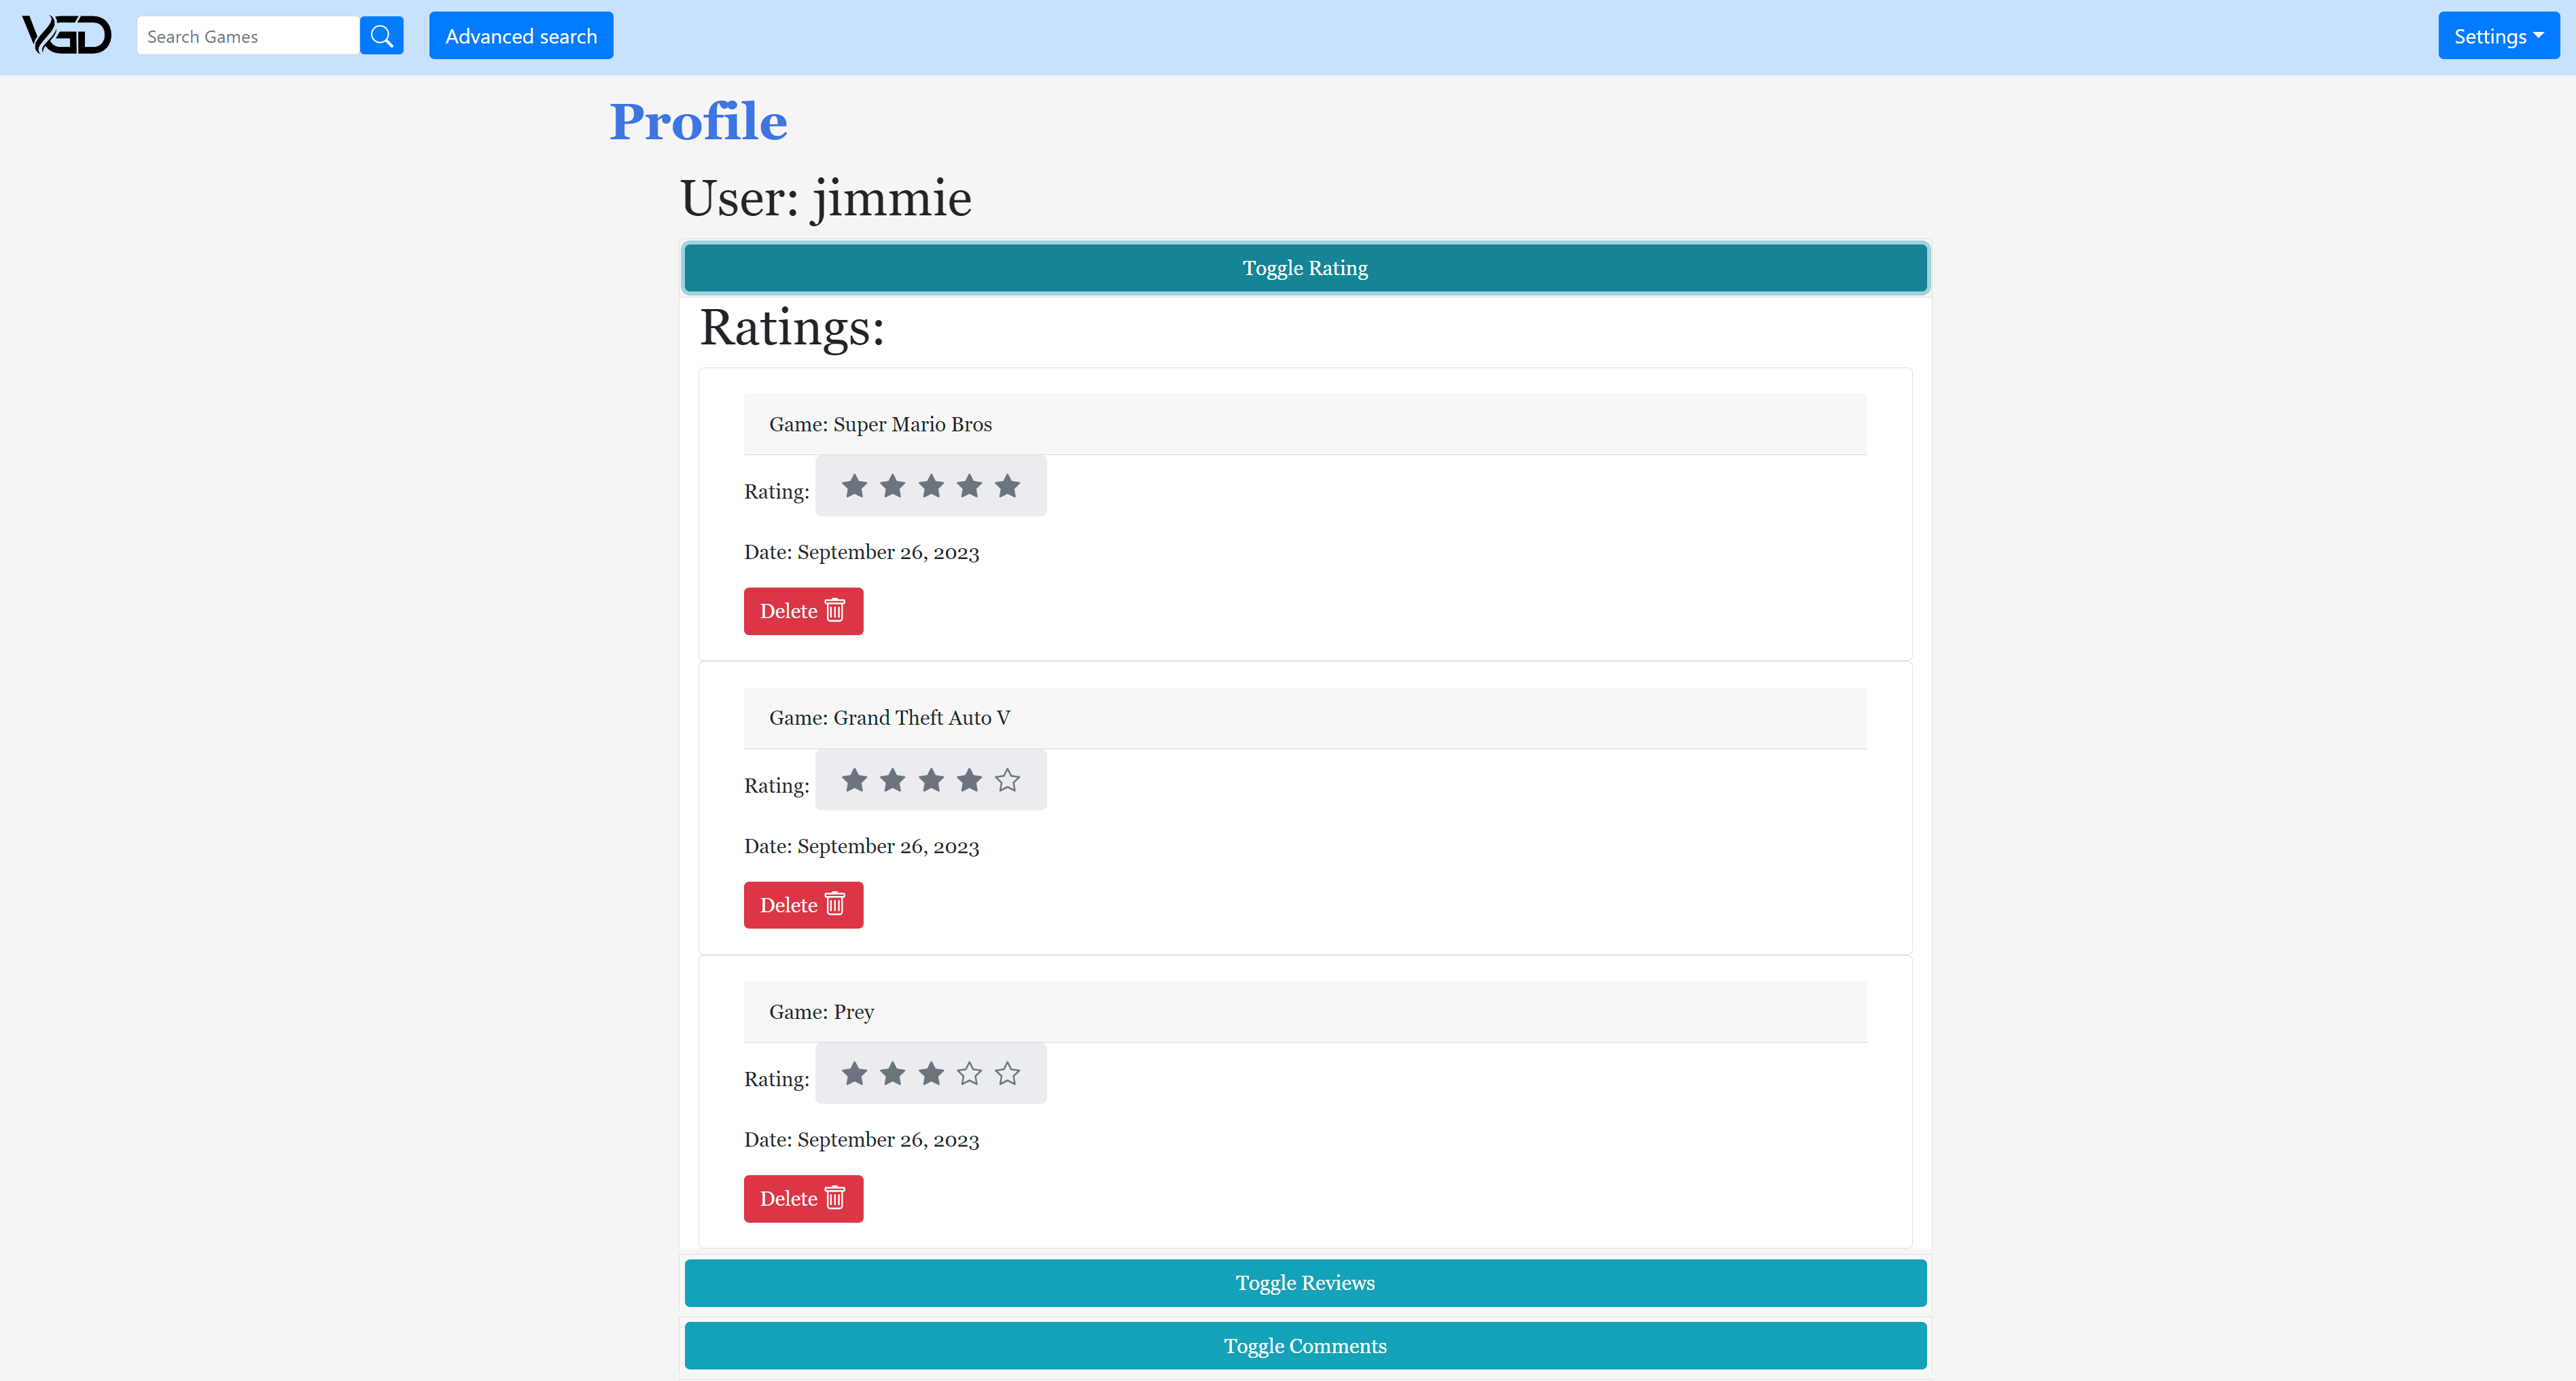 VGD
Search Games
Advanced search
Settings
Profile
User: jimmie
Toggle Rating
Ratings:
Game: Super Mario Bros
Rating:
Date: September 26, 2023
Delete
Game: Grand Theft Auto V
Rating:
Date: September 26, 2023
Delete
Game: Prey
Rating:
Date: September 26, 2023
Delete
Toggle Reviews
Toggle Comments